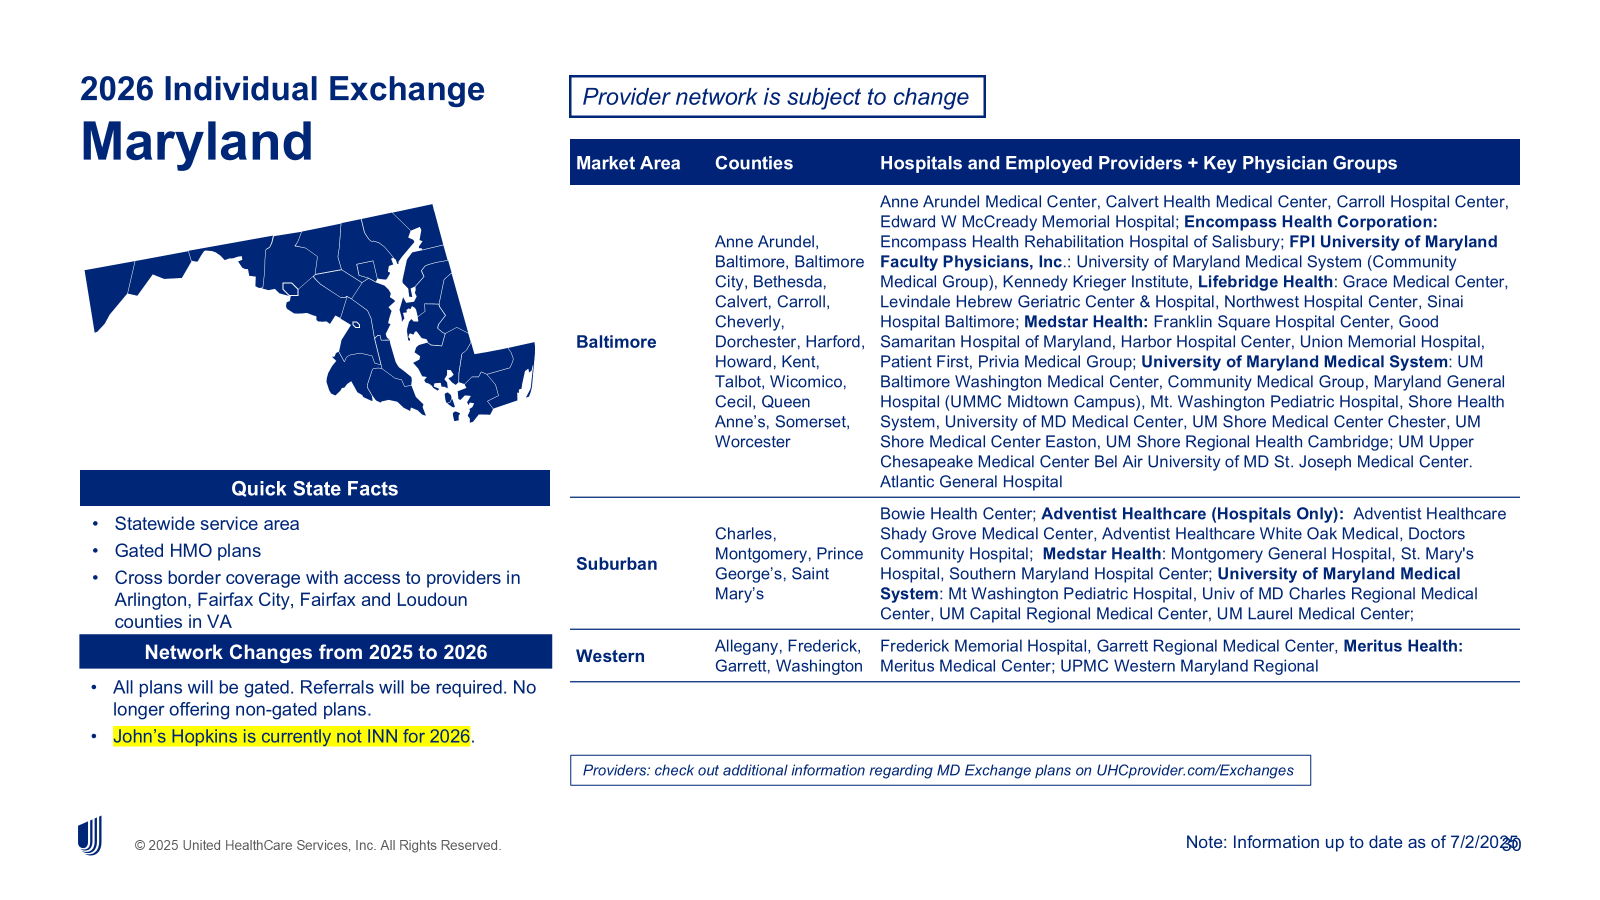 2026 Individual Exchange
Maryland
Provider network is subject to change
Market Area Counties Hospitals and Employed Providers + Key Physician Groups
Baltimore
Anne Arundel,
Baltimore, Baltimore
City, Bethesda,
Calvert, Carroll,
Cheverly,
Dorchester, Harford,
Howard, Kent,
Talbot, Wicomico,
Cecil, Queen
Anne’s, Somerset,
Worcester
Anne Arundel Medical Center, Calvert Health Medical Center, Carroll Hospital Center,
Edward W McCready Memorial Hospital; Encompass Health Corporation:
Encompass Health Rehabilitation Hospital of Salisbury; FPI University of Maryland
Faculty Physicians, Inc.: University of Maryland Medical System (Community
Medical Group), Kennedy Krieger Institute, Lifebridge Health: Grace Medical Center,
Levindale Hebrew Geriatric Center & Hospital, Northwest Hospital Center, Sinai
Hospital Baltimore; Medstar Health: Franklin Square Hospital Center, Good
Samaritan Hospital of Maryland, Harbor Hospital Center, Union Memorial Hospital,
Patient First, Privia Medical Group; University of Maryland Medical System: UM
Baltimore Washington Medical Center, Community Medical Group, Maryland General
Hospital (UMMC Midtown Campus), Mt. Washington Pediatric Hospital, Shore Health
System, University of MD Medical Center, UM Shore Medical Center Chester, UM
Shore Medical Center Easton, UM Shore Regional Health Cambridge; UM Upper
Chesapeake Medical Center Bel Air University of MD St. Joseph Medical Center.
Atlantic General Hospital
Suburban
Charles,
Montgomery, Prince
George’s, Saint
Mary’s
Bowie Health Center; Adventist Healthcare (Hospitals Only): Adventist Healthcare
Shady Grove Medical Center, Adventist Healthcare White Oak Medical, Doctors
Community Hospital; Medstar Health: Montgomery General Hospital, St. Mary's
Hospital, Southern Maryland Hospital Center; University of Maryland Medical
System: Mt Washington Pediatric Hospital, Univ of MD Charles Regional Medical
Center, UM Capital Regional Medical Center, UM Laurel Medical Center;
Western
Allegany, Frederick,
Garrett, Washington
Frederick Memorial Hospital, Garrett Regional Medical Center, Meritus Health:
Meritus Medical Center; UPMC Western Maryland Regional
Quick State Facts
• Statewide service area
• Gated HMO plans
• Cross border coverage with access to providers in
Arlington, Fairfax City, Fairfax and Loudoun
counties in VA
Network Changes from 2025 to 2026
• All plans will be gated. Referrals will be required. No
longer offering non-gated plans.
• John’s Hopkins is currently not INN for 2026.
Providers: check out additional information regarding MD Exchange plans on UHCprovider.com/Exchanges
© 2025 United HealthCare Services, Inc. All Rights Reserved.
Note: Information up to date as of 7/2/2025
30